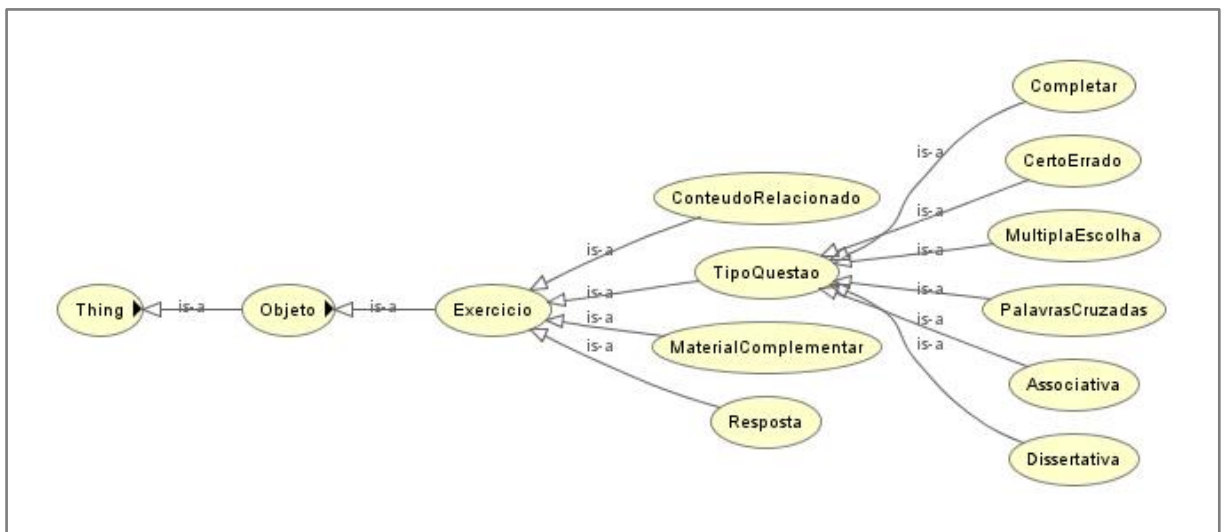 Completar
is-a
CertoErrado
ConteudoRelacionado
is-a
MultiplaEscolha
is-a
is-a
TipoQuestao
is-a
is-a
Thing
is-a
Objeto
is-a
Exercicio
PalavrasCruzadas
is-a
is-a
is-a
MaterialComplementar
is-a
is-a
Associativa
Resposta
Dissertativa